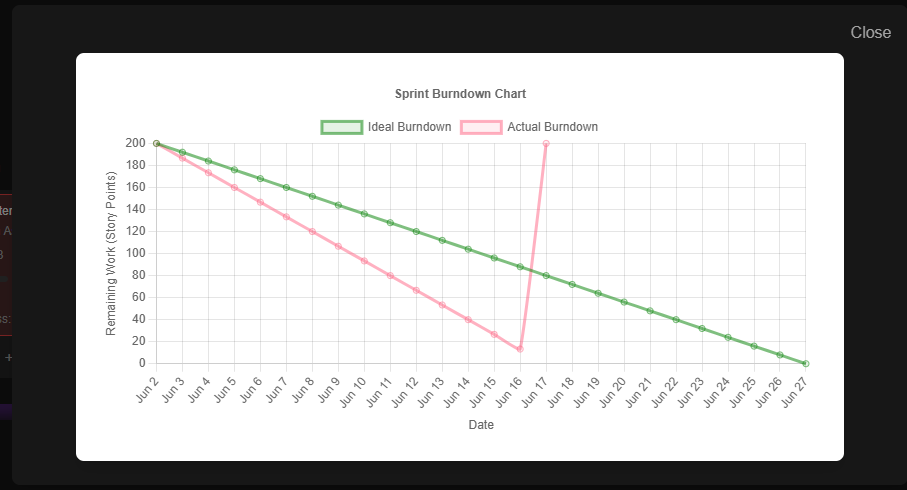 Close
Sprint Burndown Chart
Ideal Burndown Actual Burndown
200
180
160
140
120
100
80
60
40
20
0
Remaining Work (Story Points)
Jun 2 Jun 3 Jun 4 Jun 5 Jun 6 Jun 7 Jun 8 Jun 9 Jun 10 Jun 11 Jun 12 Jun 13 Jun 14 Jun 15 Jun 16 Jun 17 Jun 18 Jun 19 Jun 20 Jun 21 Jun 22 Jun 23 Jun 24 Jun 25 Jun 26 Jun 27
Date